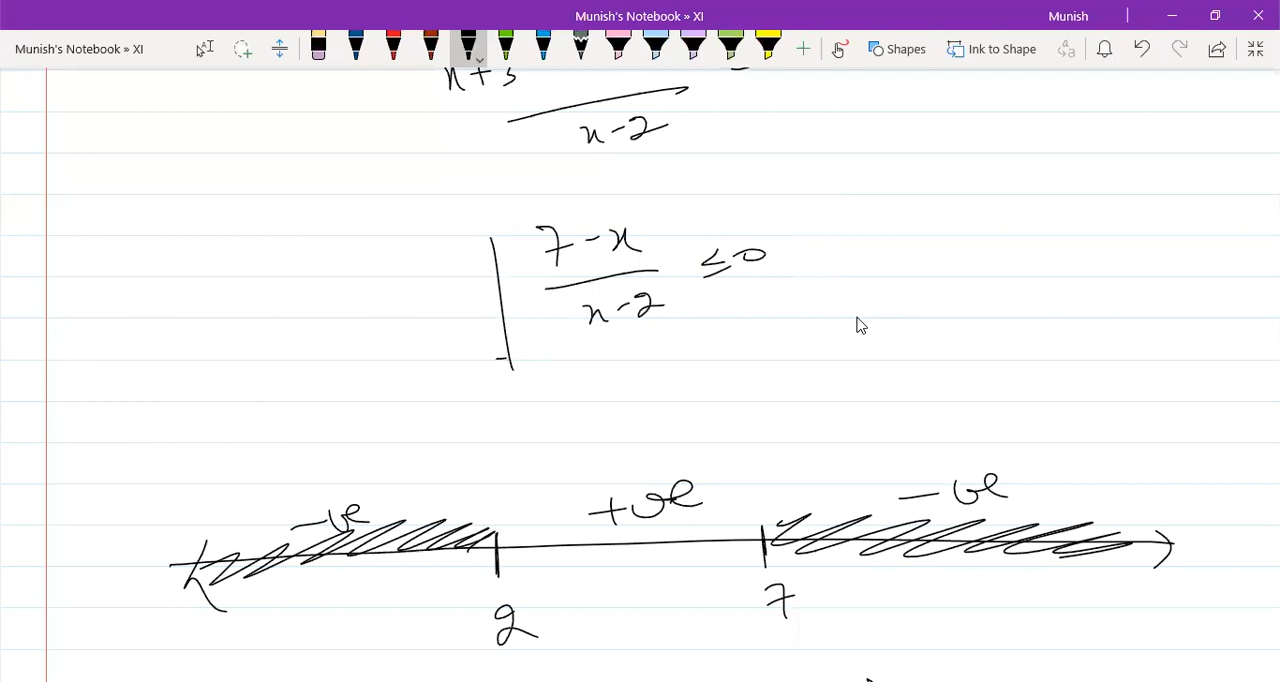 Munish's Notebook » XI
Munish
Munish's Notebook » XI
Shapes
Ink to Shape
x-2
7-x
≤0
x-2
-ve
+ve
-ve
2
7